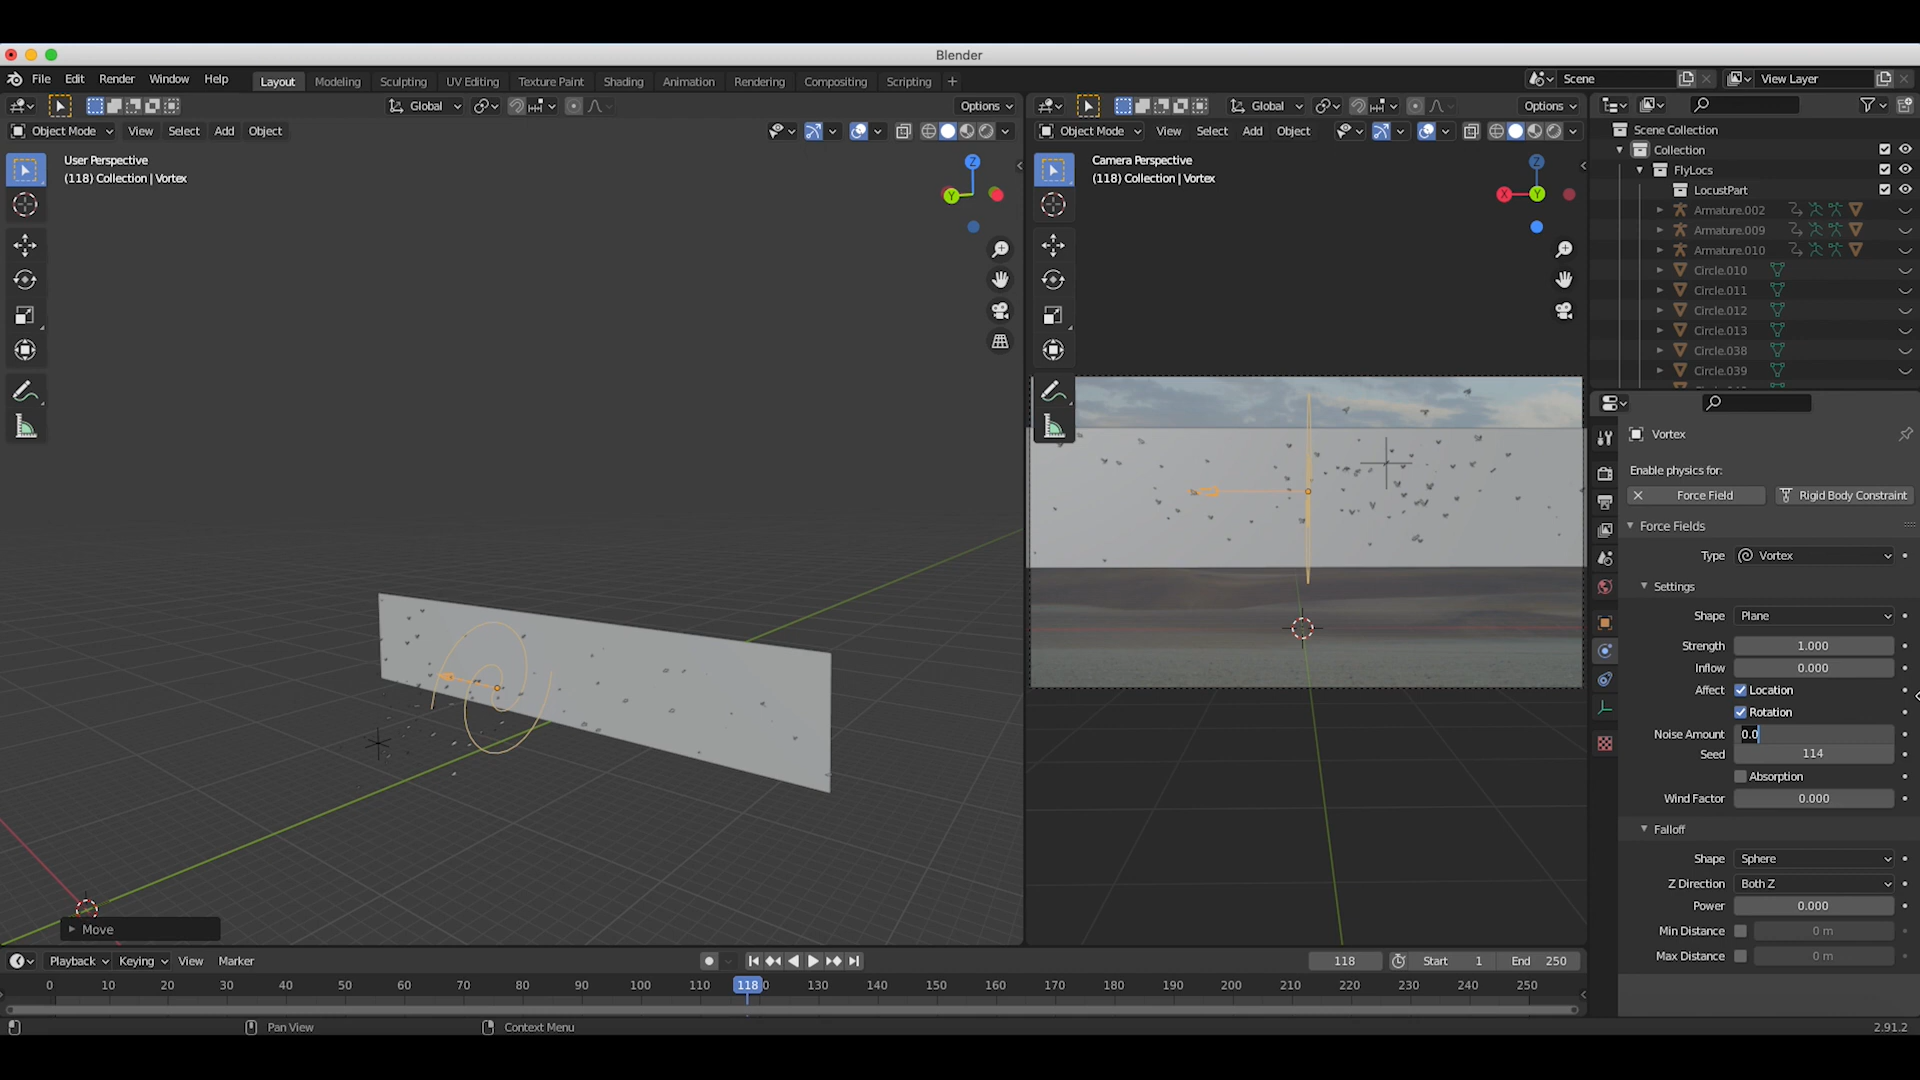 Blender
File Edit Render Window Help
Layout Modeling Sculpting UV Editing Texture Paint Shading Animation Rendering Compositing Scripting +
Scene
View Layer
Global
Options
Global
Options
Object Mode View Select Add Object
Object Mode View Select Add Object
User Perspective
(118) Collection | Vortex
Z
Y
Camera Perspective
(118) Collection | Vortex
Z
X
Y
Scene Collection
Collection
FlyLocs
LocustPart
Armature.002
Armature.009
Armature.010
Circle.010
Circle.011
Circle.012
Circle.013
Circle.038
Circle.039
Vortex
Enable physics for:
Force Field
Rigid Body Constraint
Force Fields
Type Vortex
Settings
Shape Plane
Strength 1.000
Inflow 0.000
Affect Location
Rotation
Noise Amount 0.0
Seed 114
Absorption
Wind Factor 0.000
Falloff
Shape Sphere
Z Direction Both Z
Power 0.000
Min Distance 0 m
Max Distance 0 m
Move
Playback Keying View Marker
118 Start 1 End 250
0 10 20 30 40 50 60 70 80 90 100 110 118 0 130 140 150 160 170 180 190 200 210 220 230 240 250
Pan View
Context Menu
2.91.2